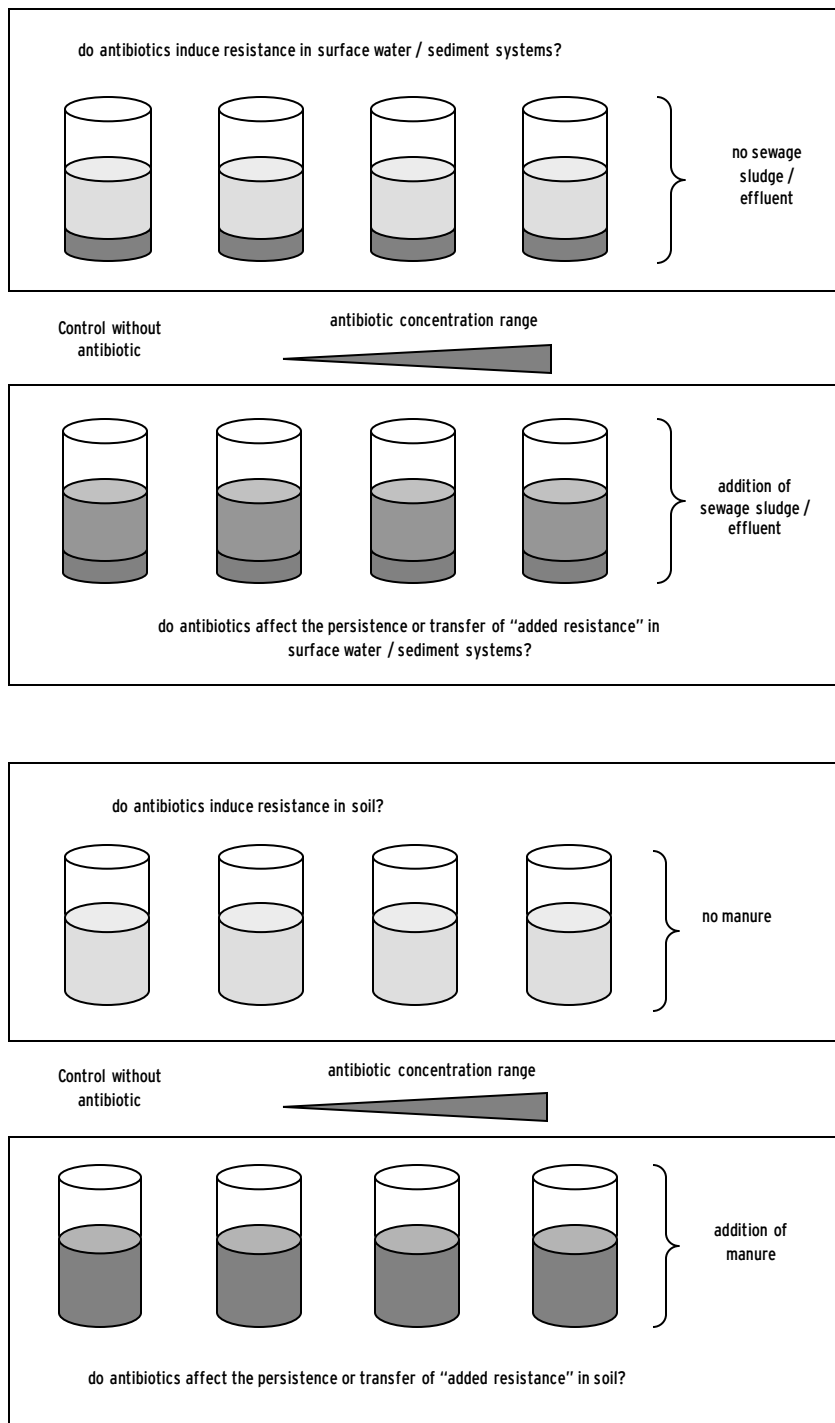 do antibiotics induce resistance in surface water / sediment systems?
no sewage
sludge /
effluent
Control without
antibiotic
antibiotic concentration range
addition of
sewage sludge /
effluent
do antibiotics affect the persistence or transfer of “added resistance” in
surface water / sediment systems?
do antibiotics induce resistance in soil?
no manure
Control without
antibiotic
antibiotic concentration range
addition of
manure
do antibiotics affect the persistence or transfer of “added resistance” in soil?